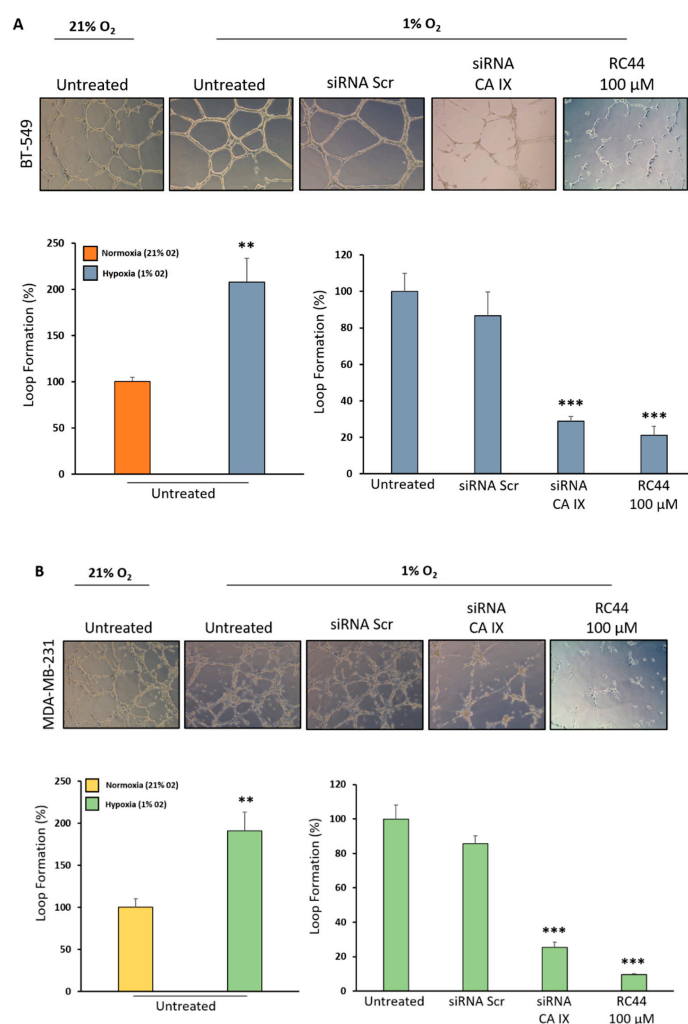 A
21% O₂
1% O₂
Untreated
Untreated
siRNA Scr
siRNA
CA IX
RC44
100 µM
BT-549
Loop Formation (%)
250
200
150
100
50
0
Normoxia (21% 02)
Hypoxia (1% 02)
**
Untreated
Loop Formation (%)
120
100
80
60
40
20
0
***
***
Untreated
siRNA Scr
siRNA
CA IX
RC44
100 µM
B
21% O₂
1% O₂
Untreated
Untreated
siRNA Scr
siRNA
CA IX
RC44
100 µM
MDA-MB-231
Loop Formation (%)
250
200
150
100
50
0
Normoxia (21% 02)
Hypoxia (1% 02)
**
Untreated
Loop Formation (%)
120
100
80
60
40
20
0
***
***
Untreated
siRNA Scr
siRNA
CA IX
RC44
100 µM